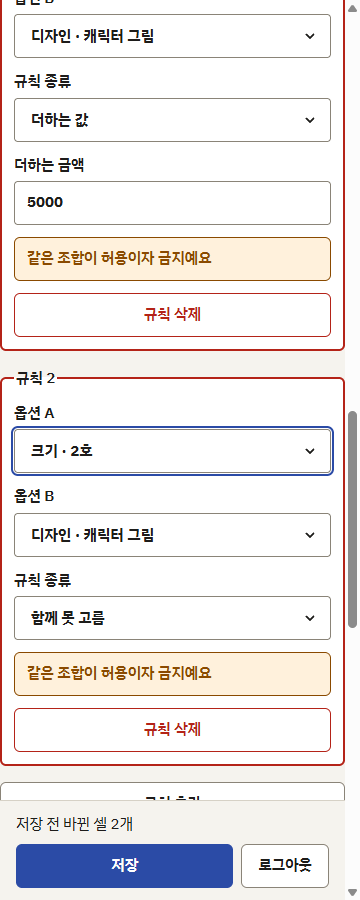 디자인 · 캐릭터 그림
규칙 종류
더하는 값
더하는 금액
5000
같은 조합이 허용이자 금지예요
규칙 삭제
규칙 2
옵션 A
크기 · 2호
옵션 B
디자인 · 캐릭터 그림
규칙 종류
함께 못 고름
같은 조합이 허용이자 금지예요
규칙 삭제
저장 전 바뀐 셀 2개
저장
로그아웃